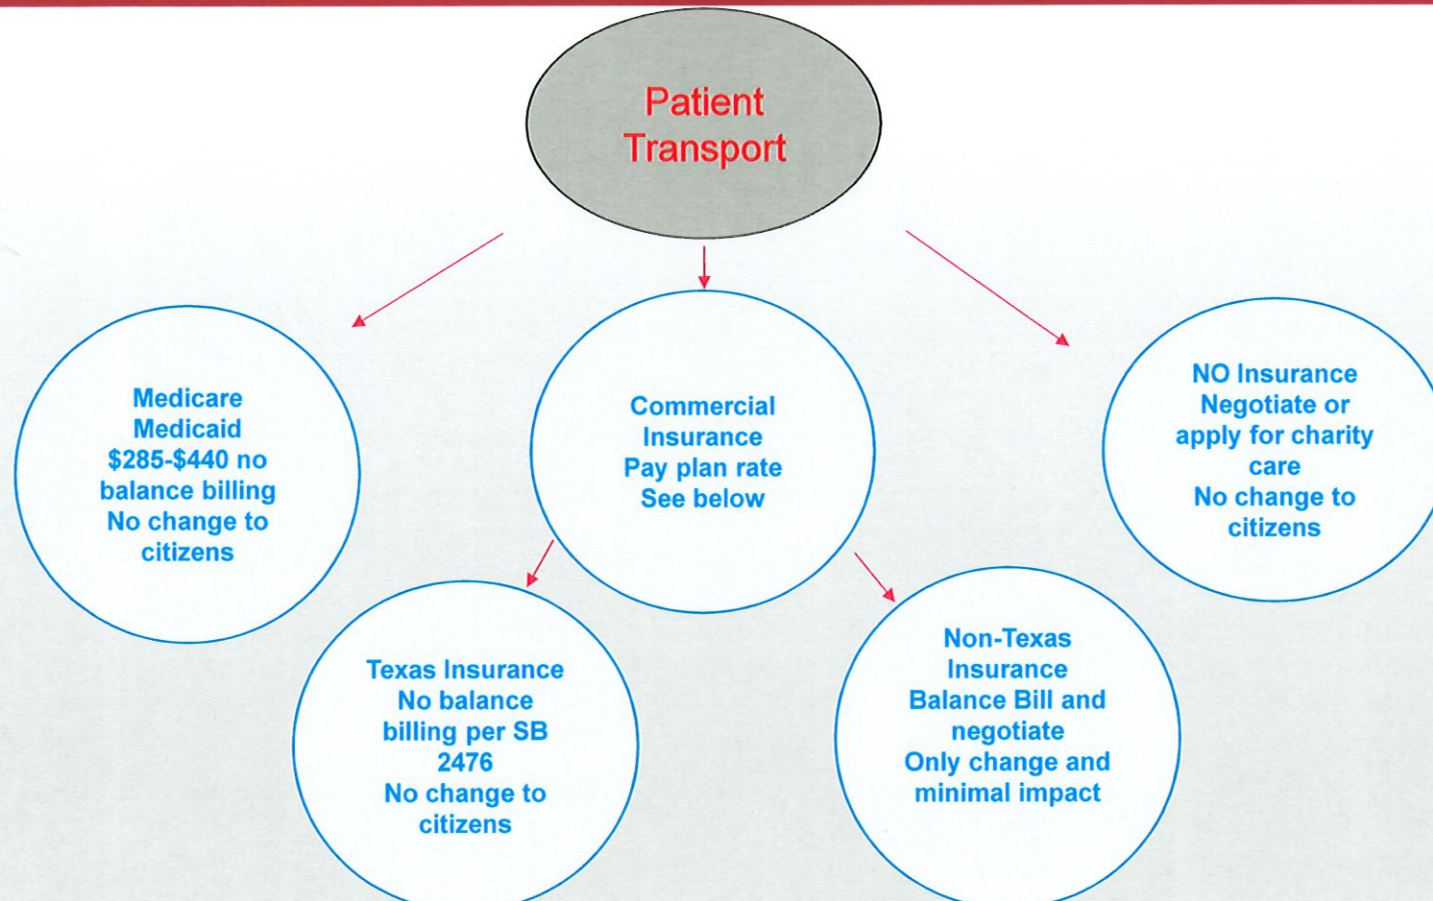 Patient
Transport
Medicare
Medicaid
$285-$440 no
balance billing
No change to
citizens
Commercial
Insurance
Pay plan rate
See below
NO Insurance
Negotiate or
apply for charity
care
No change to
citizens
Texas Insurance
No balance
billing per SB
2476
No change to
citizens
Non-Texas
Insurance
Balance Bill and
negotiate
Only change and
minimal impact